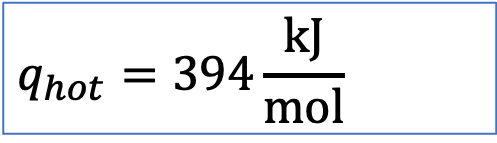 q_hot = 394 kJ/mol